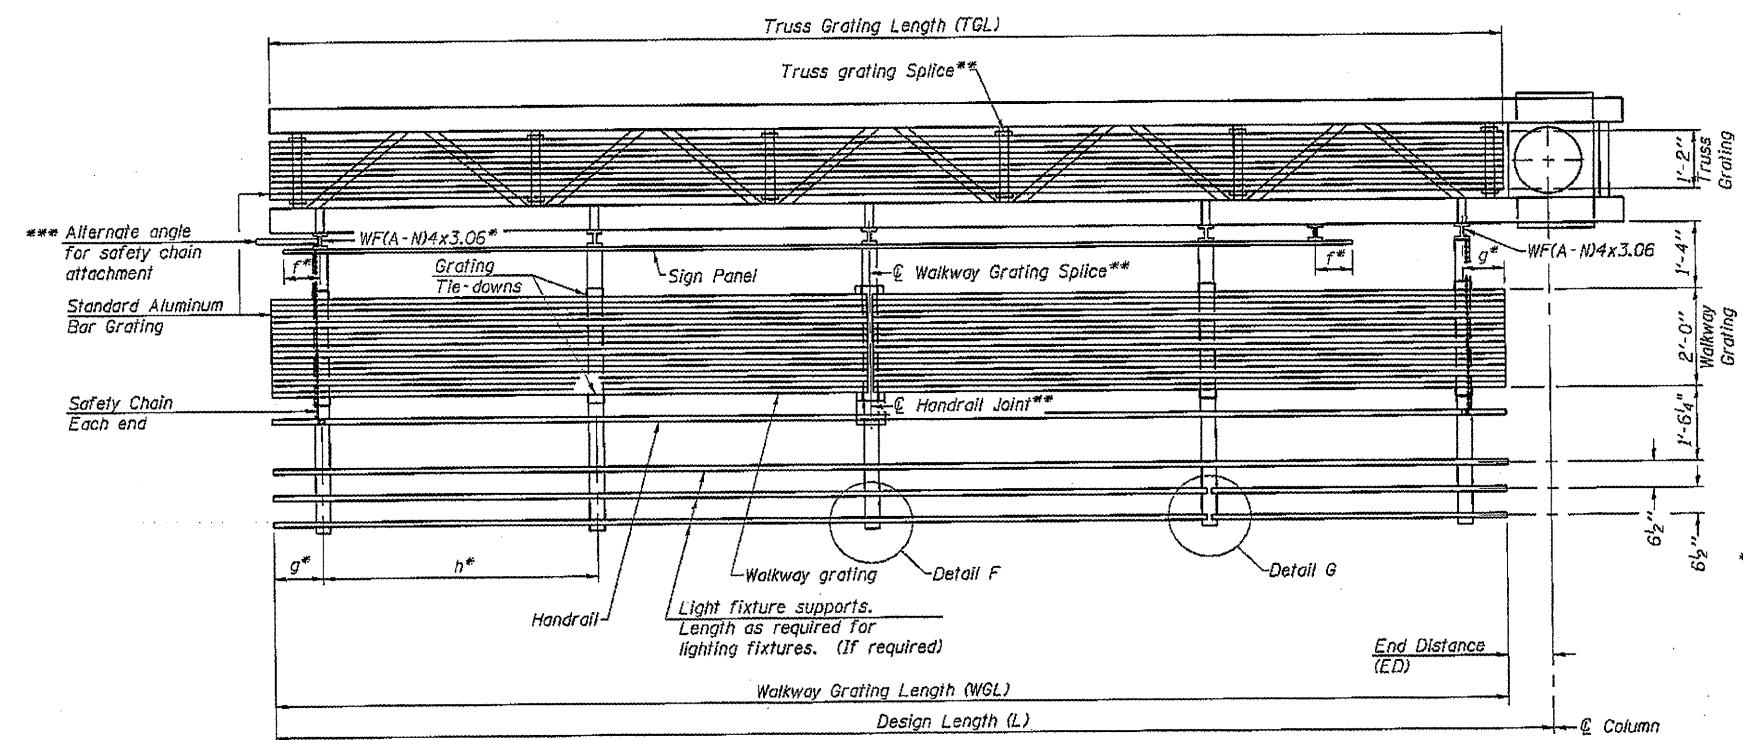 Truss Grating Length (TGL)
Truss grating Splice**
1'-2"
Truss
Grating
*** Alternate angle
for safety chain
attachment
WF(A-N)4x3.06*
WF(A-N)4x3.06
f*
Grating
Tie-downs
Sign Panel
℄ Walkway Grating Splice**
f*
g*
1'-4"
Standard Aluminum
Bar Grating
2'-0"
Walkway
Grating
Safety Chain
Each end
℄ Handrail Joint**
1'-6¼"
6½"
6½"
*
g*
h*
Walkway grating
Detail F
Detail G
Handrail
Light fixture supports.
Length as required for
lighting fixtures. (If required)
End Distance
(ED)
Walkway Grating Length (WGL)
Design Length (L)
℄ Column